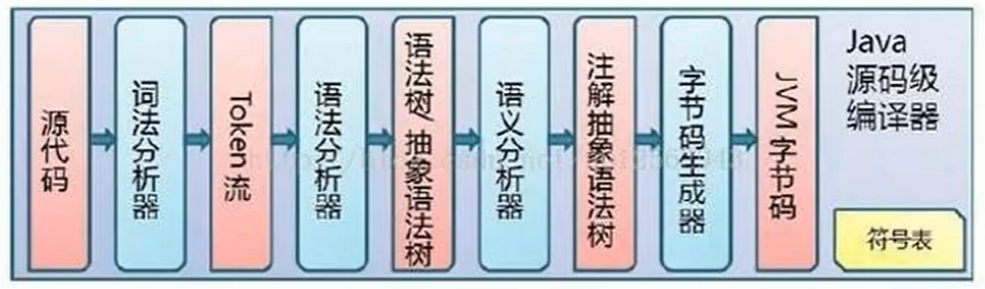 源代码
词法分析器
Token流
语法分析器
语法树、抽象语法树
语义分析器
注解抽象语法树
字节码生成器
JVM字节码
Java
源码级
编译器
符号表